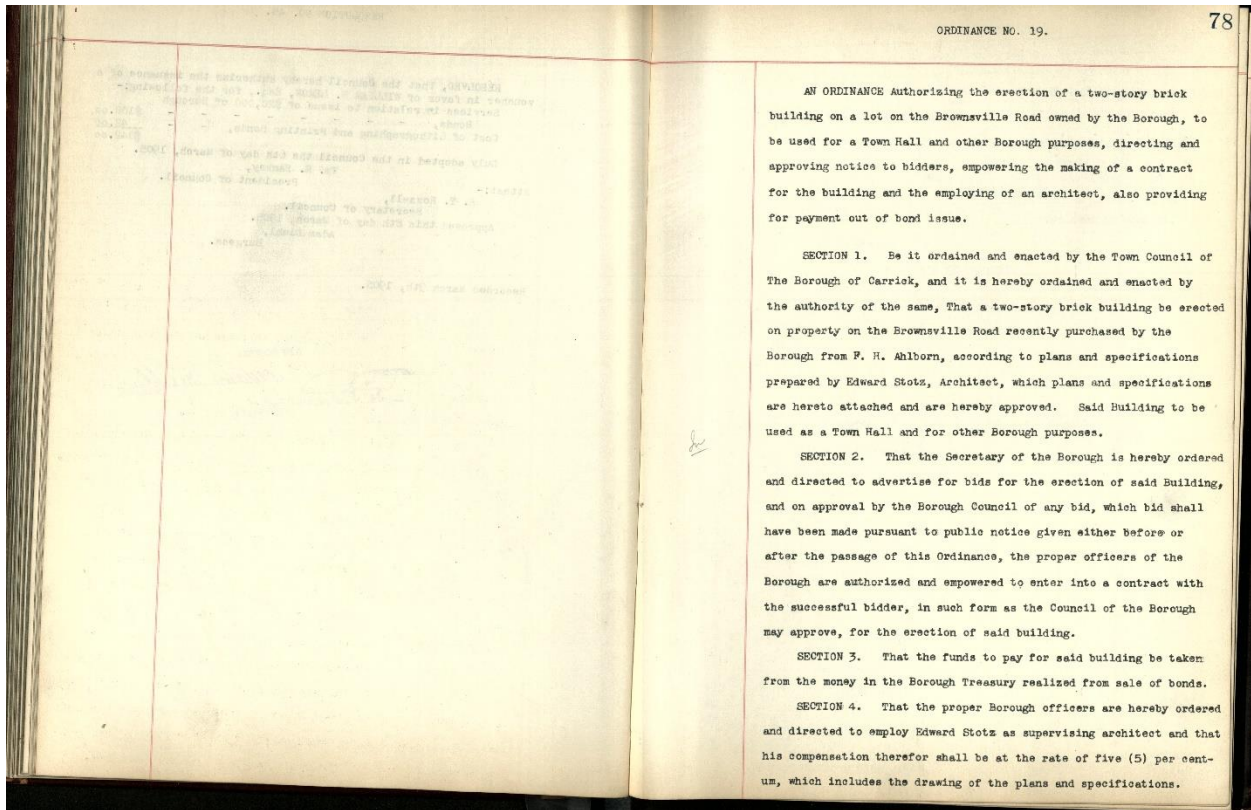 78
ORDINANCE NO. 19.
AN ORDINANCE Authorizing the erection of a two-story brick
building on a lot on the Brownsville Road owned by the Borough, to
be used for a Town Hall and other Borough purposes, directing and
approving notice to bidders, empowering the making of a contract
for the building and the employing of an architect, also providing
for payment out of bond issue.
SECTION 1. Be it ordained and enacted by the Town Council of
The Borough of Carrick, and it is hereby ordained and enacted by
the authority of the same, That a two-story brick building be erected
on property on the Brownsville Road recently purchased by the
Borough from F. H. Ahlborn, according to plans and specifications
prepared by Edward Stotz, Architect, which plans and specifications
are hereto attached and are hereby approved. Said Building to be
used as a Town Hall and for other Borough purposes.
SECTION 2. That the Secretary of the Borough is hereby ordered
and directed to advertise for bids for the erection of said Building,
and on approval by the Borough Council of any bid, which bid shall
have been made pursuant to public notice given either before or
after the passage of this Ordinance, the proper officers of the
Borough are authorized and empowered to enter into a contract with
the successful bidder, in such form as the Council of the Borough
may approve, for the erection of said building.
SECTION 3. That the funds to pay for said building be taken
from the money in the Borough Treasury realized from sale of bonds.
SECTION 4. That the proper Borough officers are hereby ordered
and directed to employ Edward Stotz as supervising architect and that
his compensation therefor shall be at the rate of five (5) per cent-
um, which includes the drawing of the plans and specifications.